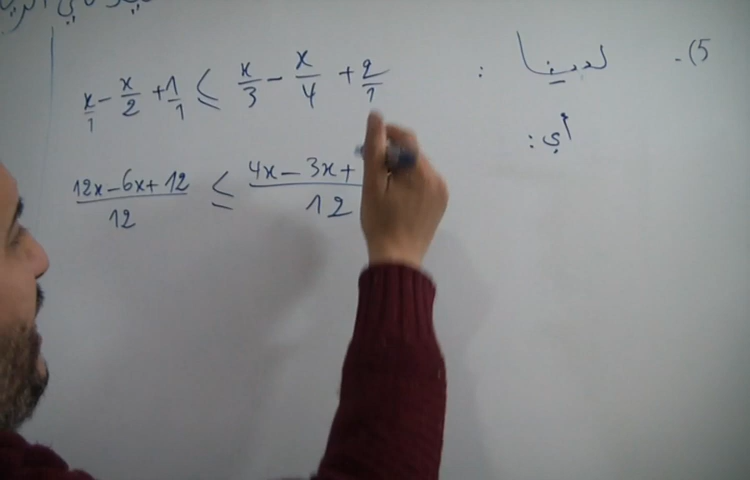 5). لدينا :
x/1 - x/2 + 1/1 ≤ x/3 - x/4 + 2/1
أي :
(12x - 6x + 12)/12 ≤ (4x - 3x +)/12